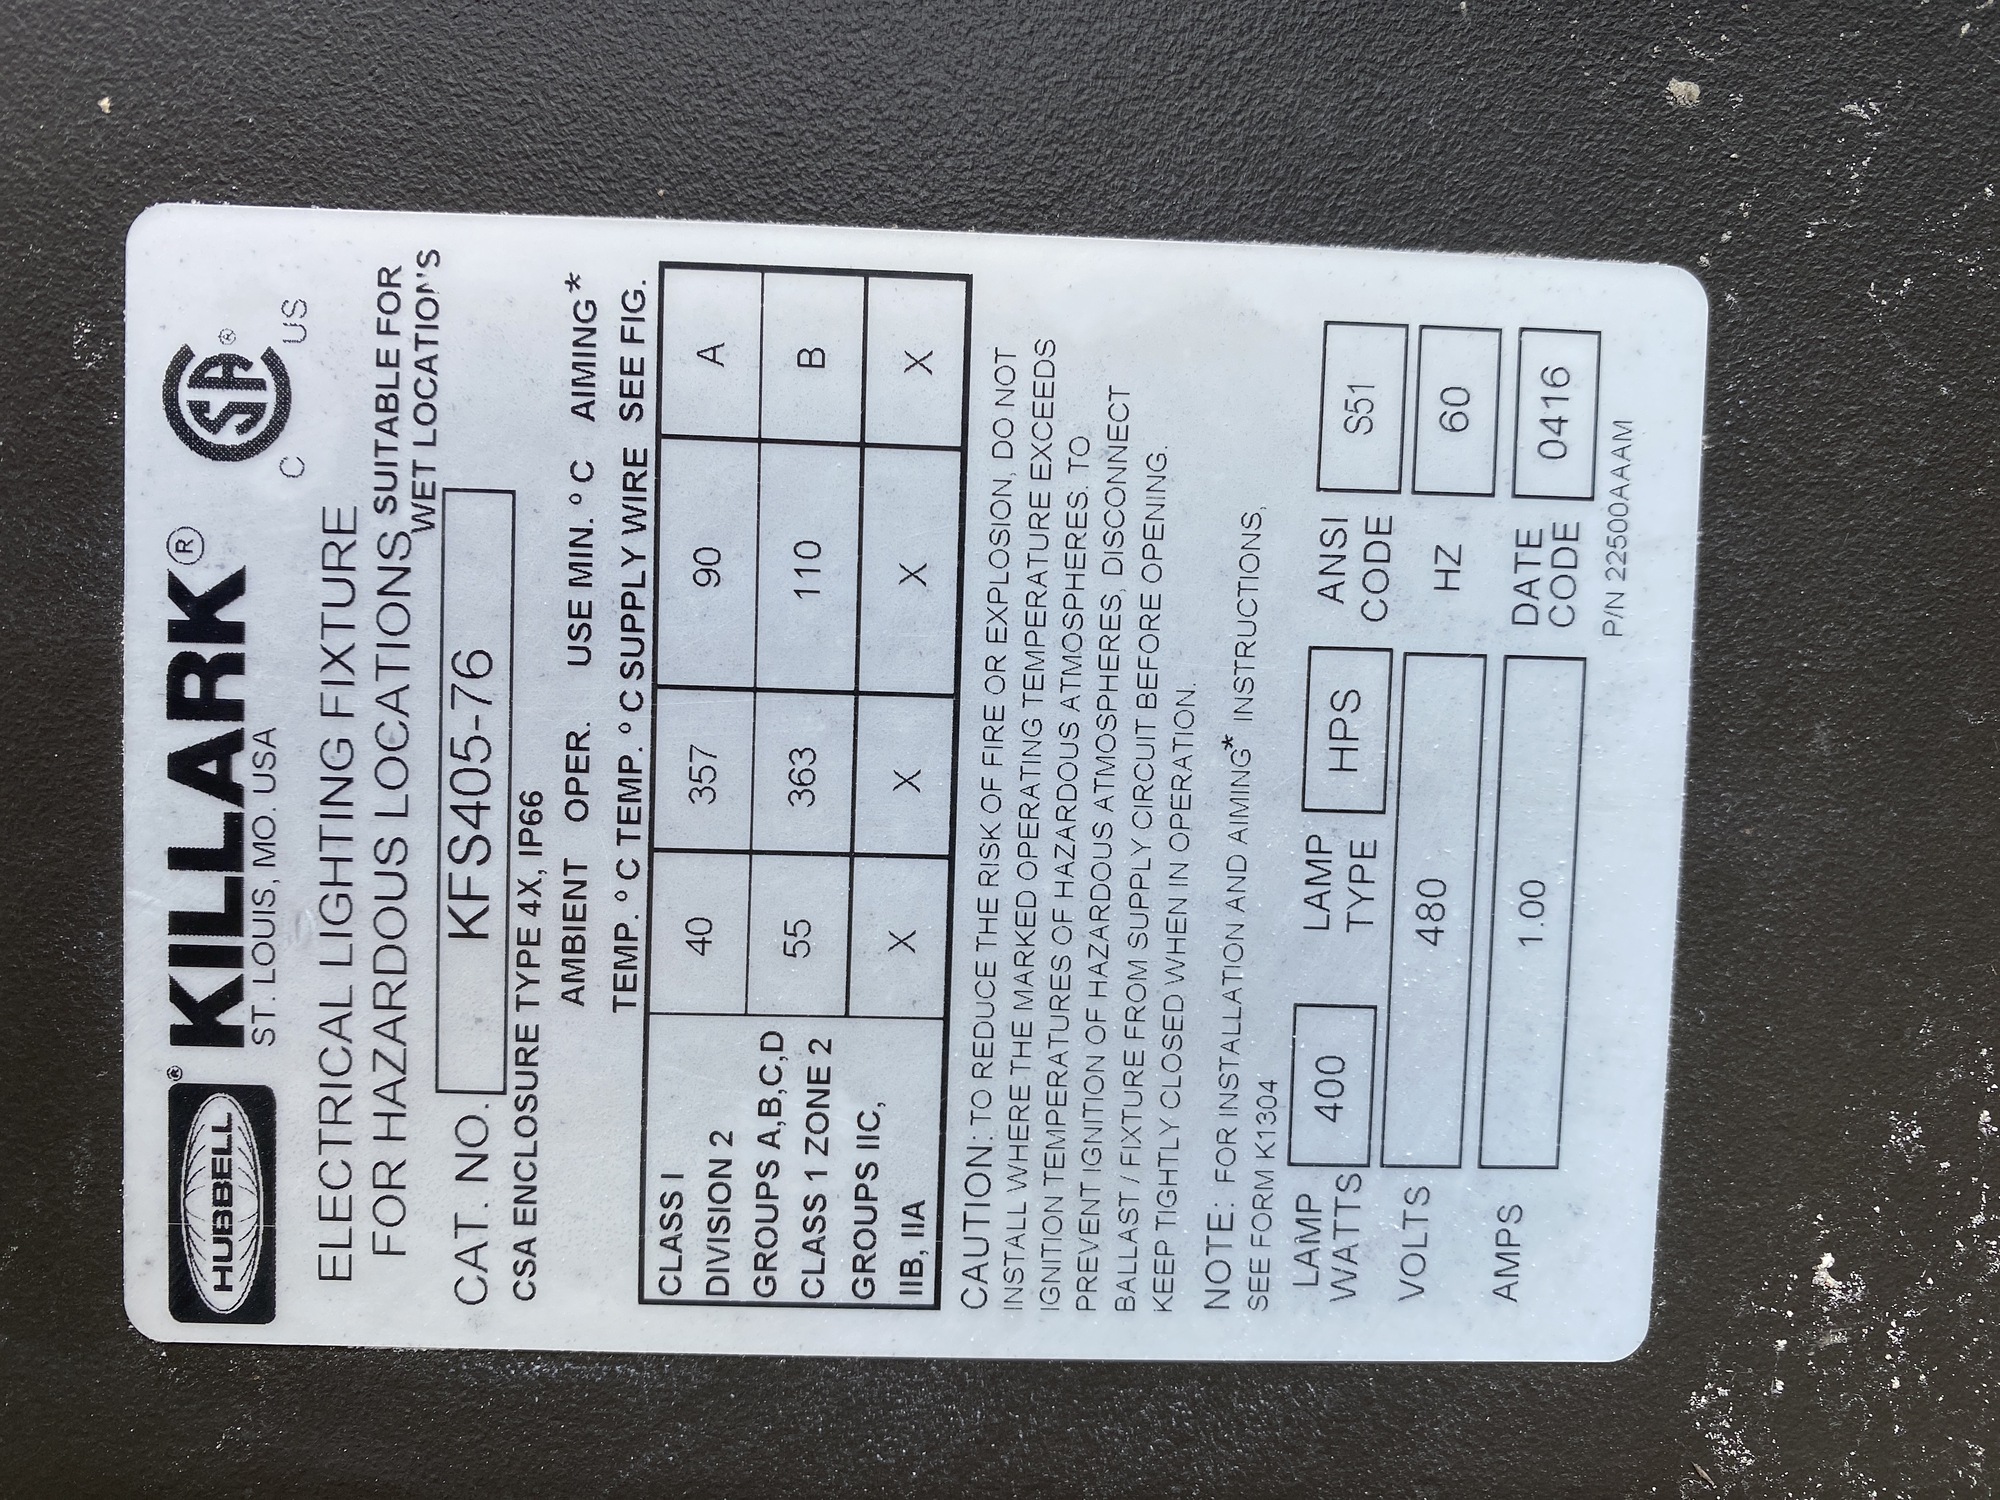 HUBBELL® KILLARK®
ST. LOUIS, MO. USA
SA®
C US
ELECTRICAL LIGHTING FIXTURE
FOR HAZARDOUS LOCATIONS, SUITABLE FOR
WET LOCATIONS
CAT. NO. KFS405-76
CSA ENCLOSURE TYPE 4X, IP66
AMBIENT OPER. USE MIN. °C AIMING*
TEMP. °C TEMP. °C SUPPLY WIRE SEE FIG.
CLASS I
DIVISION 2 40 357 90 A
GROUPS A,B,C,D
CLASS 1 ZONE 2 55 363 110 B
GROUPS IIC,
IIB, IIA X X X X
CAUTION: TO REDUCE THE RISK OF FIRE OR EXPLOSION, DO NOT
INSTALL WHERE THE MARKED OPERATING TEMPERATURE EXCEEDS
IGNITION TEMPERATURES OF HAZARDOUS ATMOSPHERES. TO
PREVENT IGNITION OF HAZARDOUS ATMOSPHERES, DISCONNECT
BALLAST / FIXTURE FROM SUPPLY CIRCUIT BEFORE OPENING.
KEEP TIGHTLY CLOSED WHEN IN OPERATION.
NOTE: FOR INSTALLATION AND AIMING* INSTRUCTIONS,
SEE FORM K1304
LAMP WATTS 400 LAMP TYPE HPS ANSI CODE S51
VOLTS 480 HZ 60
AMPS 1.00 DATE CODE 0416
P/N 22500AAAM